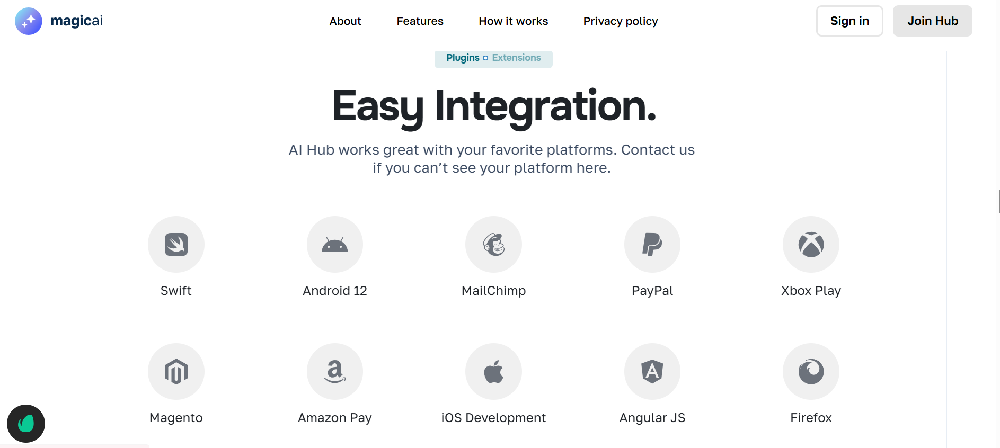 magicai
About
Features
How it works
Privacy policy
Sign in
Join Hub
Plugins Extensions
Easy Integration.
AI Hub works great with your favorite platforms. Contact us
if you can’t see your platform here.
Swift
Android 12
MailChimp
PayPal
Xbox Play
Magento
Amazon Pay
iOS Development
Angular JS
Firefox